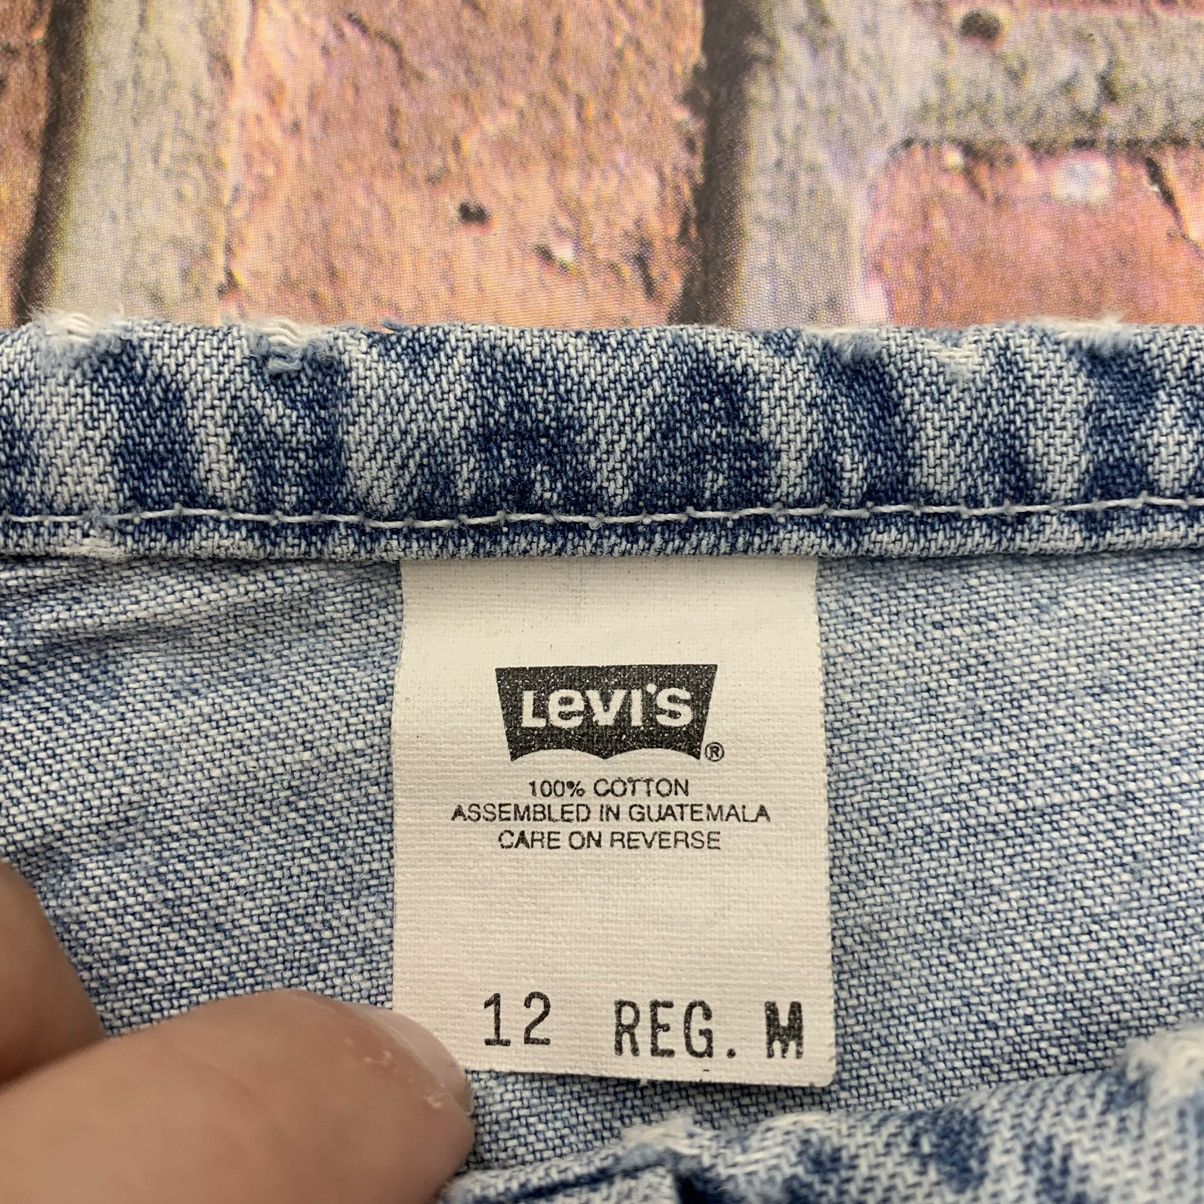 Levi's ®
100% COTTON
ASSEMBLED IN GUATEMALA
CARE ON REVERSE
12 REG. M